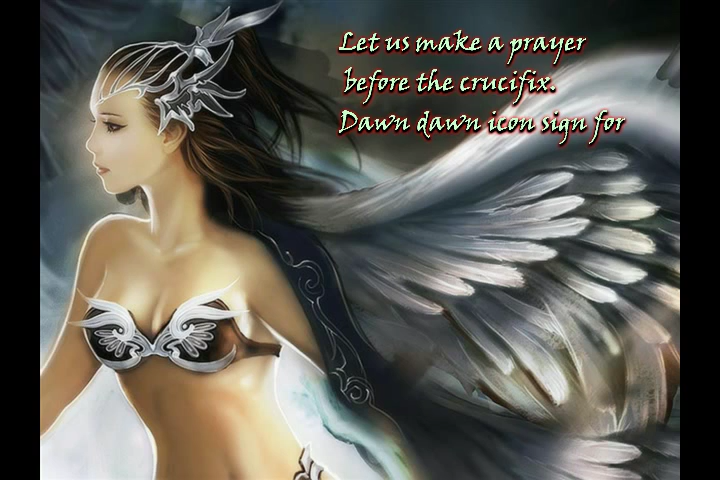 Let us make a prayer
before the crucifix.
Dawn dawn icon sign for